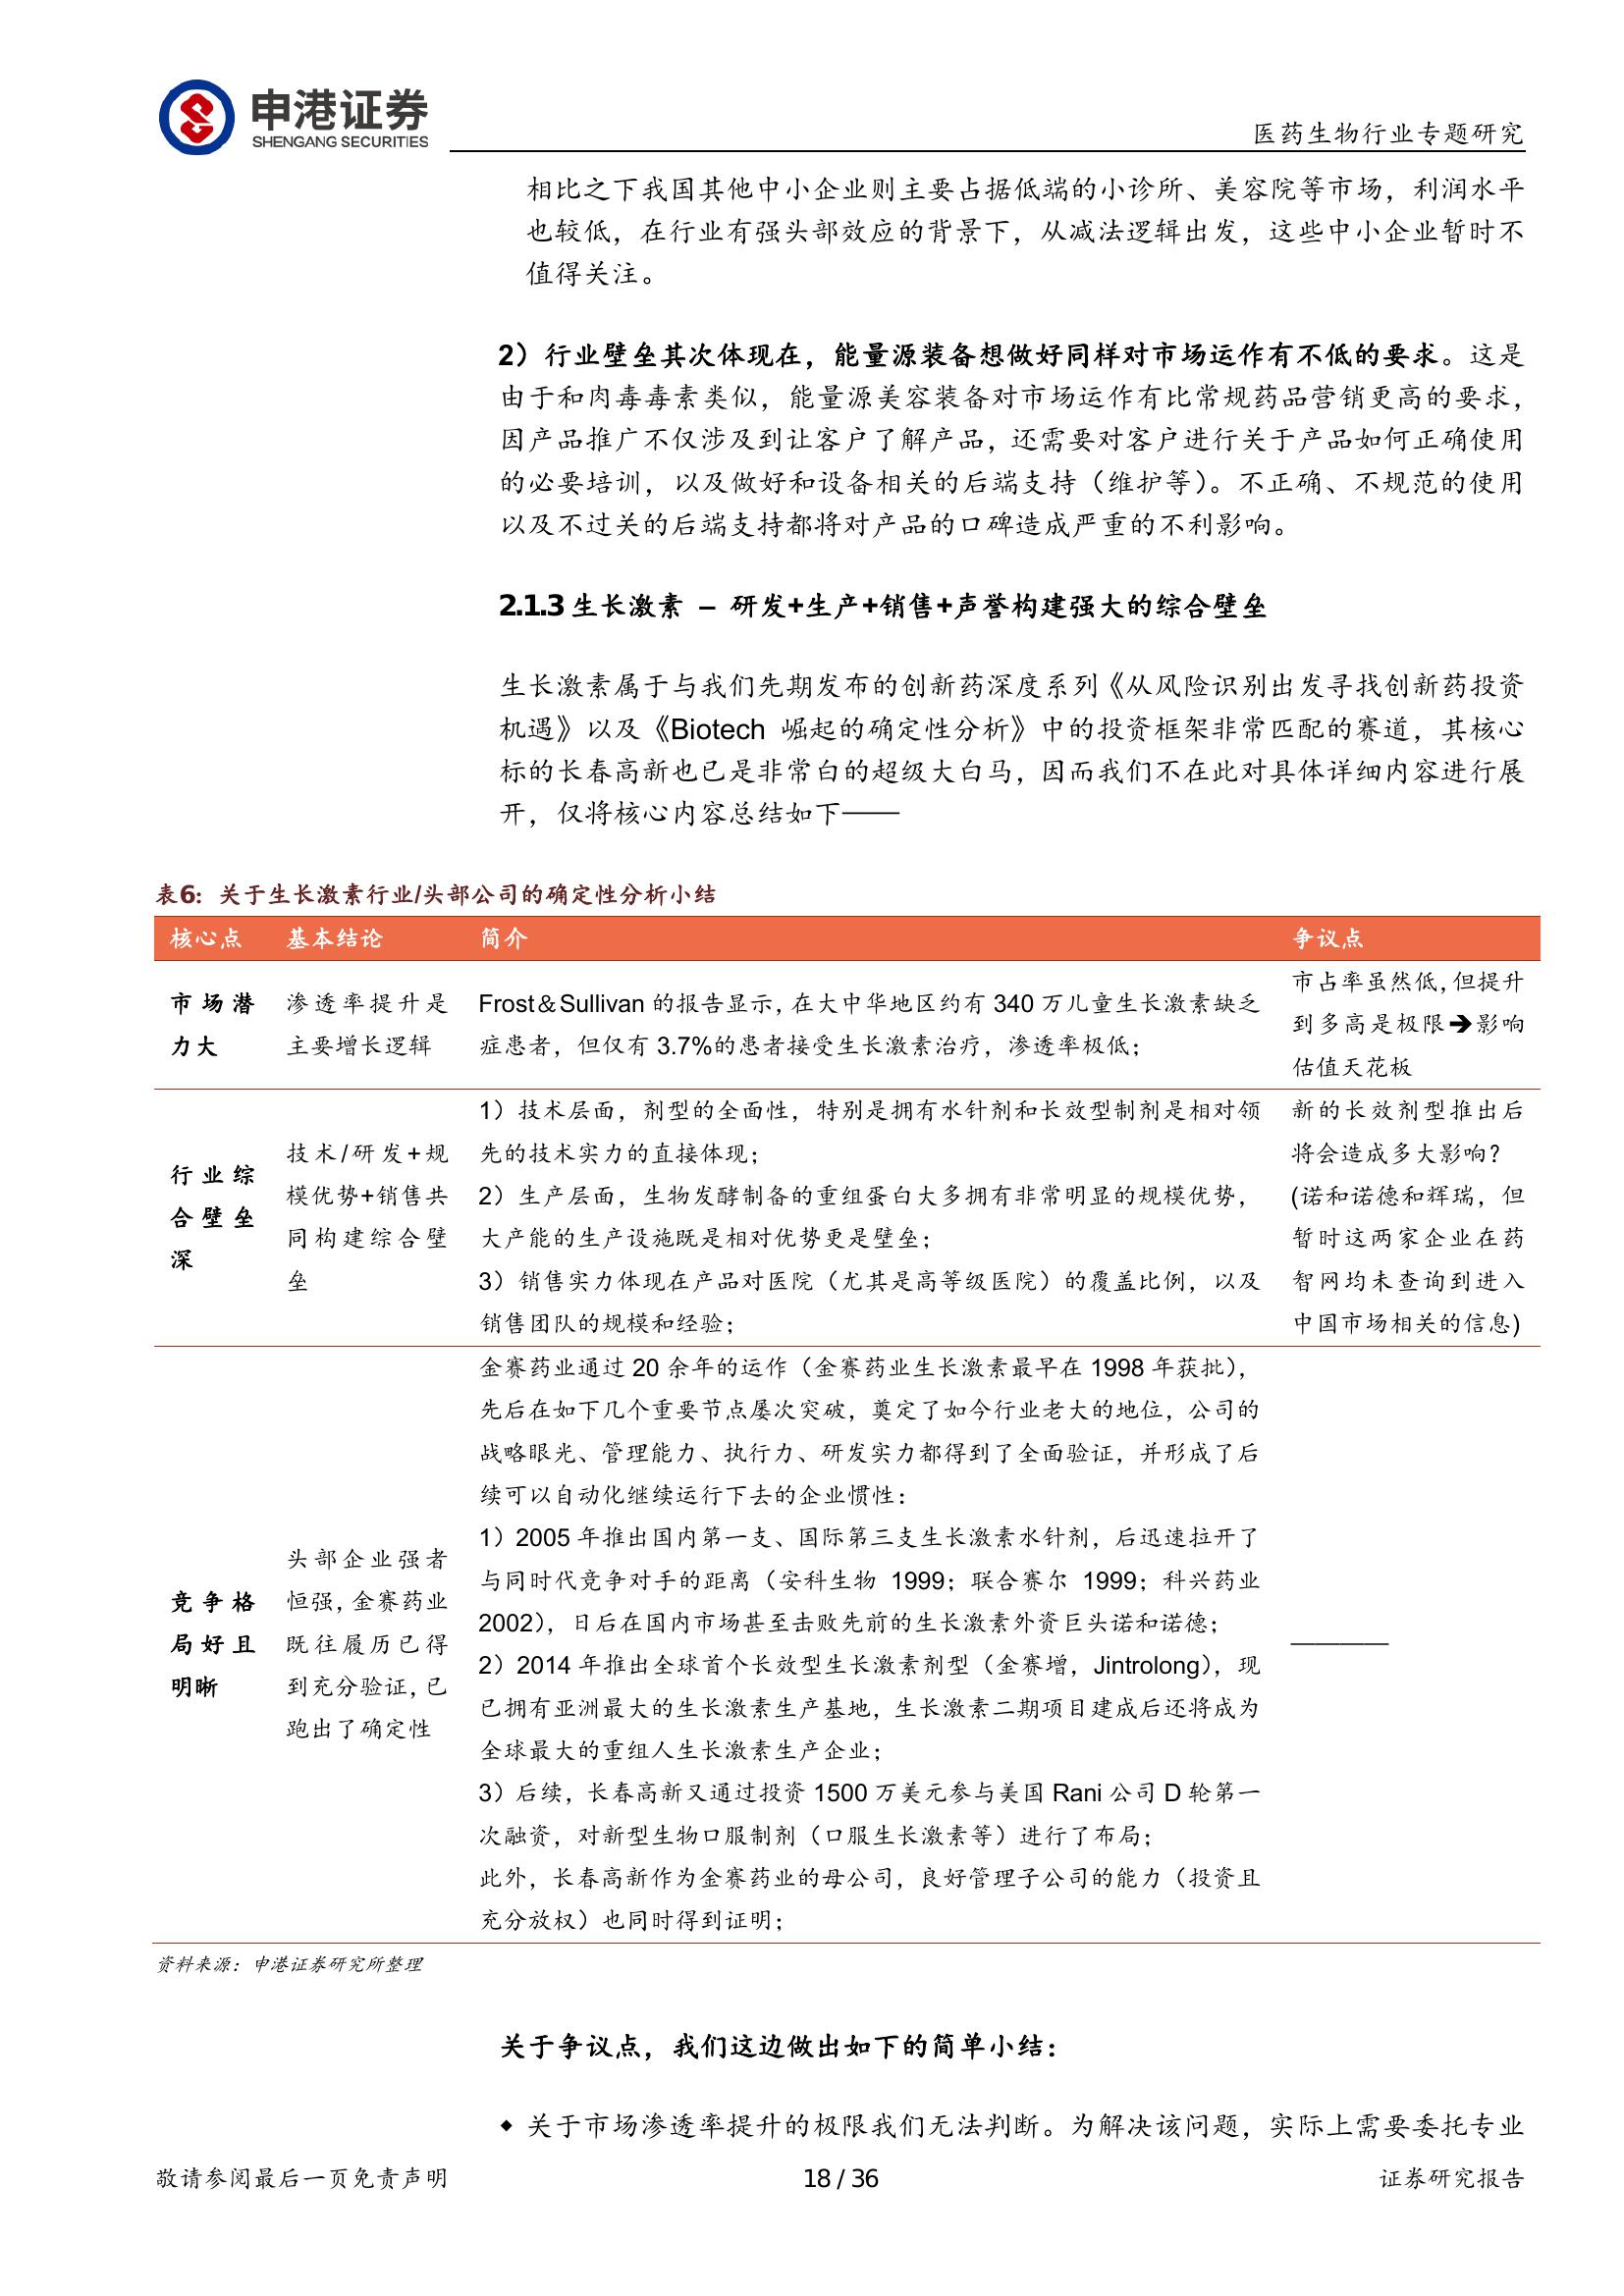 申港证券
SHENGANG SECURITIES
医药生物行业专题研究
相比之下我国其他中小企业则主要占据低端的小诊所、美容院等市场，利润水平
也较低，在行业有强头部效应的背景下，从减法逻辑出发，这些中小企业暂时不
值得关注。
2）行业壁垒其次体现在，能量源装备想做好同样对市场运作有不低的要求。这是
由于和肉毒毒素类似，能量源美容装备对市场运作有比常规药品营销更高的要求，
因产品推广不仅涉及到让客户了解产品，还需要对客户进行关于产品如何正确使用
的必要培训，以及做好和设备相关的后端支持（维护等）。不正确、不规范的使用
以及不过关的后端支持都将对产品的口碑造成严重的不利影响。
2.1.3 生长激素 – 研发+生产+销售+声誉构建强大的综合壁垒
生长激素属于与我们先期发布的创新药深度系列《从风险识别出发寻找创新药投资
机遇》以及《Biotech 崛起的确定性分析》中的投资框架非常匹配的赛道，其核心
标的长春高新也已是非常白的超级大白马，因而我们不在此对具体详细内容进行展
开，仅将核心内容总结如下——
表6：关于生长激素行业/头部公司的确定性分析小结
核心点 基本结论 简介 争议点
市场潜
力大
渗透率提升是
主要增长逻辑
Frost＆Sullivan 的报告显示，在大中华地区约有 340 万儿童生长激素缺乏
症患者，但仅有 3.7%的患者接受生长激素治疗，渗透率极低；
市占率虽然低，但提升
到多高是极限➔影响
估值天花板
行业综
合壁垒
深
技术/研发+规
模优势+销售共
同构建综合壁
垒
1）技术层面，剂型的全面性，特别是拥有水针剂和长效型制剂是相对领
先的技术实力的直接体现；
2）生产层面，生物发酵制备的重组蛋白大多拥有非常明显的规模优势，
大产能的生产设施既是相对优势更是壁垒；
3）销售实力体现在产品对医院（尤其是高等级医院）的覆盖比例，以及
销售团队的规模和经验；
新的长效剂型推出后
将会造成多大影响？
(诺和诺德和辉瑞，但
暂时这两家企业在药
智网均未查询到进入
中国市场相关的信息)
竞争格
局好且
明晰
头部企业强者
恒强，金赛药业
既往履历已得
到充分验证，已
跑出了确定性
金赛药业通过 20 余年的运作（金赛药业生长激素最早在 1998 年获批），
先后在如下几个重要节点屡次突破，奠定了如今行业老大的地位，公司的
战略眼光、管理能力、执行力、研发实力都得到了全面验证，并形成了后
续可以自动化继续运行下去的企业惯性：
1）2005 年推出国内第一支、国际第三支生长激素水针剂，后迅速拉开了
与同时代竞争对手的距离（安科生物 1999；联合赛尔 1999；科兴药业
2002），日后在国内市场甚至击败先前的生长激素外资巨头诺和诺德；
2）2014 年推出全球首个长效型生长激素剂型（金赛增，Jintrolong），现
已拥有亚洲最大的生长激素生产基地，生长激素二期项目建成后还将成为
全球最大的重组人生长激素生产企业；
3）后续，长春高新又通过投资 1500 万美元参与美国 Rani 公司 D 轮第一
次融资，对新型生物口服制剂（口服生长激素等）进行了布局；
此外，长春高新作为金赛药业的母公司，良好管理子公司的能力（投资且
充分放权）也同时得到证明；
————
资料来源：申港证券研究所整理
关于争议点，我们这边做出如下的简单小结：
◆ 关于市场渗透率提升的极限我们无法判断。为解决该问题，实际上需要委托专业
敬请参阅最后一页免责声明 18 / 36 证券研究报告